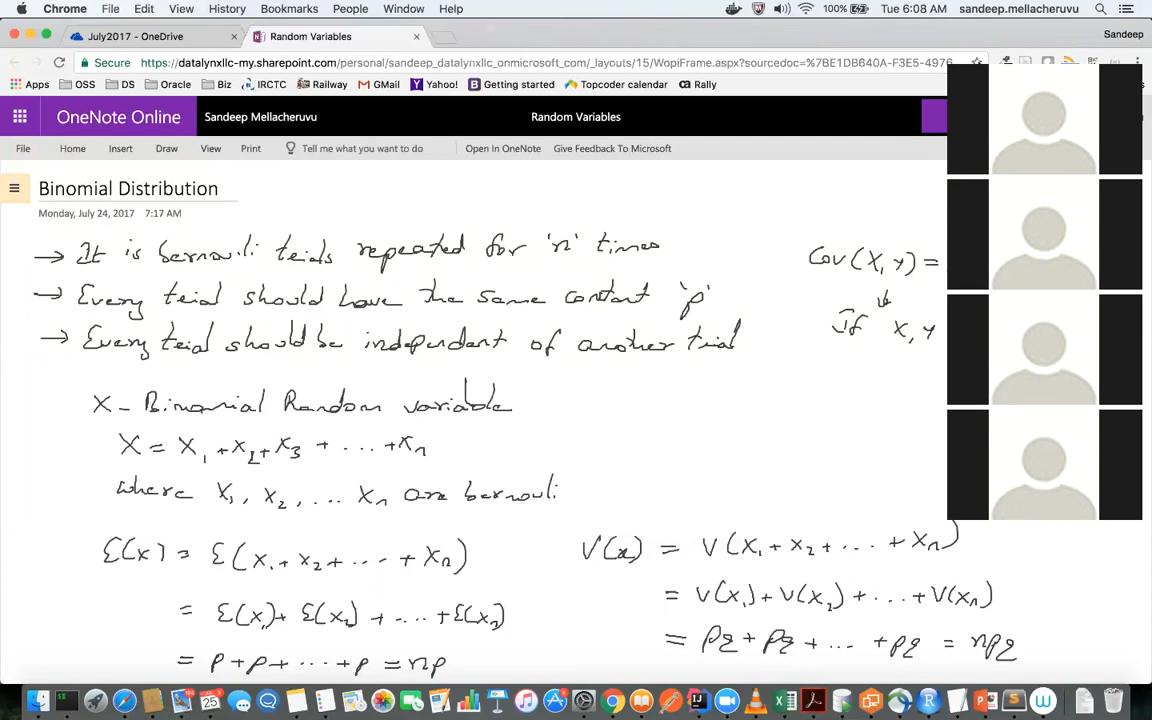 Chrome File Edit View History Bookmarks People Window Help 100% Tue 6:08 AM sandeep.mellacheruvu
July2017 - OneDrive × Random Variables × Sandeep
Secure https://datalynxllc-my.sharepoint.com/personal/sandeep_datalynxllc_onmicrosoft_com/_layouts/15/WopiFrame.aspx?sourcedoc=%7BE1DB640A-F3E5-4976
Apps OSS DS Oracle Biz IRCTC Railway GMail Yahoo! Getting started Topcoder calendar Rally
OneNote Online Sandeep Mellacheruvu Random Variables
File Home Insert Draw View Print Tell me what you want to do Open In OneNote Give Feedback To Microsoft
Binomial Distribution
Monday, July 24, 2017 7:17 AM
→ It is bernouli teials repeated for 'n' times
→ Every teial should have the same constant 'p'
→ Every teial should be independent of another trial
Cov(X, y) =
If X, y
X - Binomial Random variable
X = X₁ + X₂ + X₃ + ... + Xn
where X₁, X₂, ... Xn are bernouli
E(x) = E(X₁ + X₂ + ... + Xn)
= E(X₁) + E(X₂) + ... + E(Xn)
= p + p + ... + p = np
V(x) = V(X₁ + X₂ + ... + Xn)
= V(X₁) + V(X₂) + ... + V(Xn)
= pq + pq + ... + pq = npq